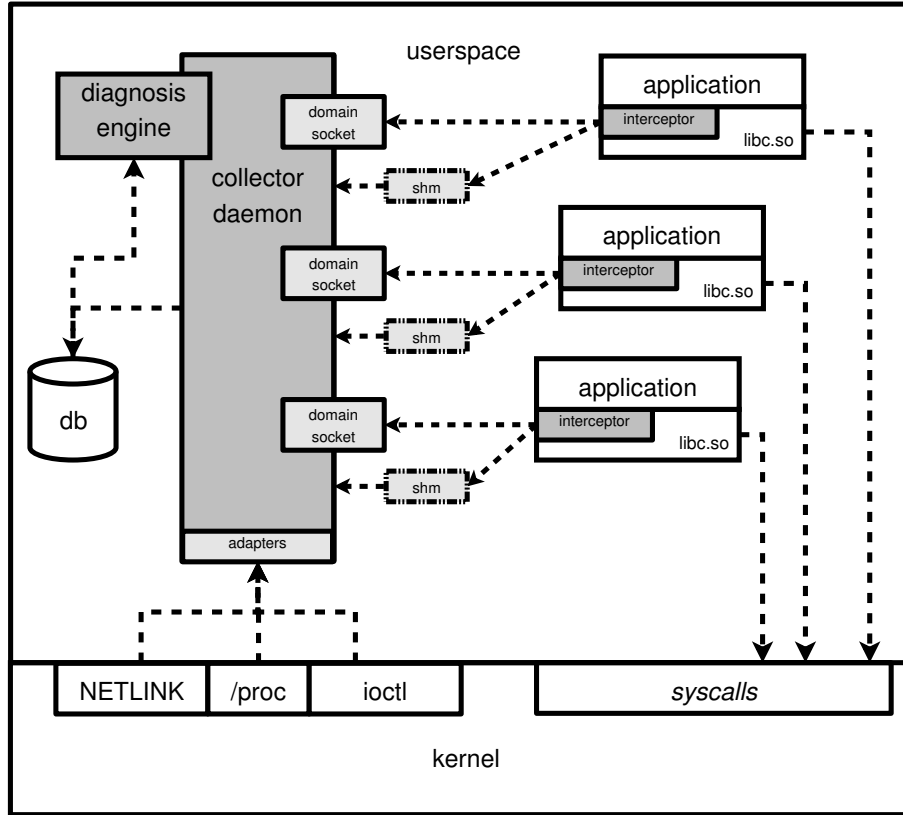 userspace
diagnosis
engine
domain
socket
application
interceptor
libc.so
collector
daemon
shm
application
domain
socket
interceptor
libc.so
shm
application
domain
socket
interceptor
libc.so
db
shm
adapters
NETLINK
/proc
ioctl
syscalls
kernel